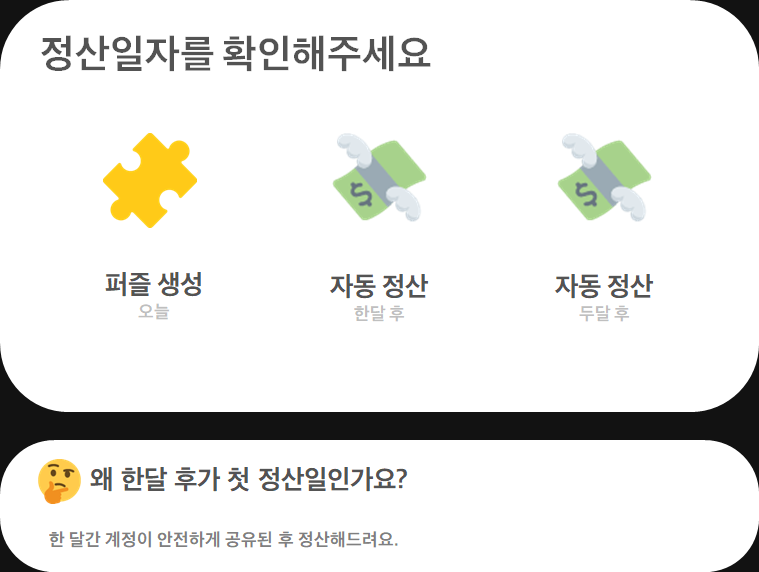 정산일자를 확인해주세요
퍼즐 생성
오늘
자동 정산
한달 후
자동 정산
두달 후
왜 한달 후가 첫 정산일인가요?
한 달간 계정이 안전하게 공유된 후 정산해드려요.